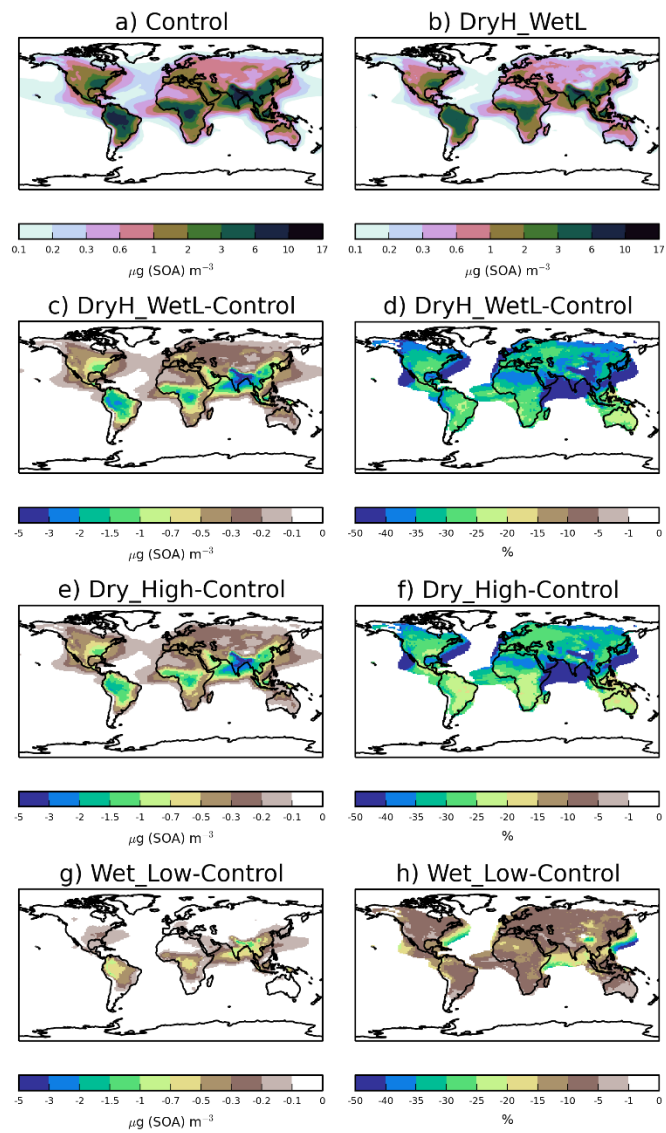 a) Control
b) DryH_WetL
0.1 0.2 0.3 0.6 1 2 3 6 10 17
0.1 0.2 0.3 0.6 1 2 3 6 10 17
μg (SOA) m⁻³
μg (SOA) m⁻³
c) DryH_WetL-Control
d) DryH_WetL-Control
-5 -3 -2 -1.5 -1 -0.7 -0.5 -0.2 -0.1 0
-50 -40 -35 -30 -25 -20 -15 -10 -5 -1 0
μg (SOA) m⁻³
%
e) Dry_High-Control
f) Dry_High-Control
-5 -3 -2 -1.5 -1 -0.7 -0.5 -0.2 -0.1 0
-50 -40 -35 -30 -25 -20 -15 -10 -5 -1 0
μg (SOA) m ⁻³
%
g) Wet_Low-Control
h) Wet_Low-Control
-5 -3 -2 -1 -0.7 -0.5 -0.3 -0.2 -0.1 0
-50 -40 -35 -30 -25 -20 -15 -10 -5 0
μg (SOA) m⁻³
%